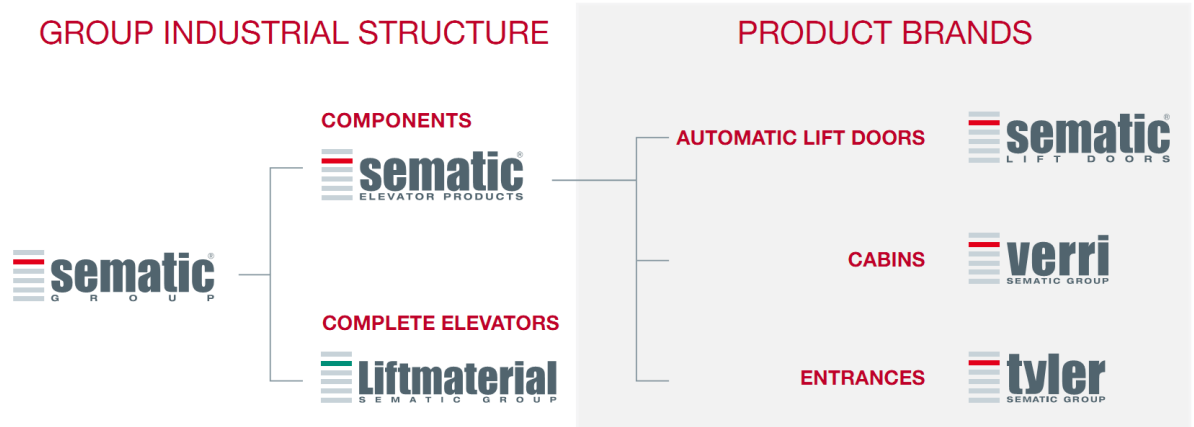 GROUP INDUSTRIAL STRUCTURE
PRODUCT BRANDS
sematic®
GROUP
COMPONENTS
sematic®
ELEVATOR PRODUCTS
COMPLETE ELEVATORS
Liftmaterial
SEMATIC GROUP
AUTOMATIC LIFT DOORS
sematic®
LIFT DOORS
CABINS
verri
SEMATIC GROUP
ENTRANCES
tyler
SEMATIC GROUP